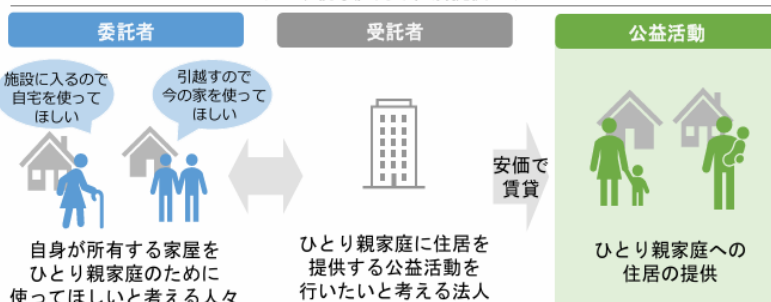 委託者
受託者
公益活動
施設に入るので
自宅を使って
ほしい
引越すので
今の家を使って
ほしい
安価で
賃貸
自身が所有する家屋を
ひとり親家庭のために
使ってほしいと考える人々
ひとり親家庭に住居を
提供する公益活動を
行いたいと考える法人
ひとり親家庭への
住居の提供